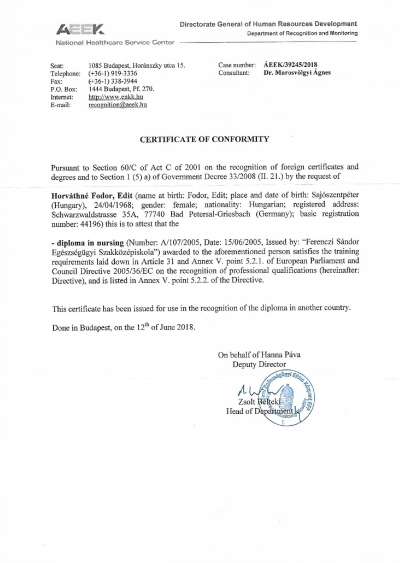 AEEK
National Healthcare Service Center
Directorate General of Human Resources Development
Department of Recognition and Monitoring
Seat: 1085 Budapest, Horánszky utca 15.
Telephone: (+36-1) 919-3336
Fax: (+36-1) 338-3944
P.O. Box: 1444 Budapest, Pf. 270.
Internet: http://www.enkk.hu
E-mail: recognition@aeek.hu
Case number: ÁEEK/39245/2018
Consultant: Dr. Marosvölgyi Ágnes
CERTIFICATE OF CONFORMITY
Pursuant to Section 60/C of Act C of 2001 on the recognition of foreign certificates and
degrees and to Section 1 (5) a) of Government Decree 33/2008 (II. 21.) by the request of
Horváthné Fodor, Edit (name at birth: Fodor, Edit; place and date of birth: Sajószentpéter
(Hungary), 24/04/1968; gender: female; nationality: Hungarian; registered address:
Schwarzwaldstrasse 35A, 77740 Bad Petersal-Griesbach (Germany); basic registration
number: 44196) this is to attest that the
- diploma in nursing (Number: A/107/2005, Date: 15/06/2005, Issued by: "Ferenczi Sándor
Egészségügyi Szakközépiskola") awarded to the aforementioned person satisfies the training
requirements laid down in Article 31 and Annex V. point 5.2.1. of European Parliament and
Council Directive 2005/36/EC on the recognition of professional qualifications (hereinafter:
Directive), and is listed in Annex V. point 5.2.2. of the Directive.
This certificate has been issued for use in the recognition of the diploma in another country.
Done in Budapest, on the 12th of June 2018.
On behalf of Hanna Páva
Deputy Director
Zsolt Bélteki
Head of Department